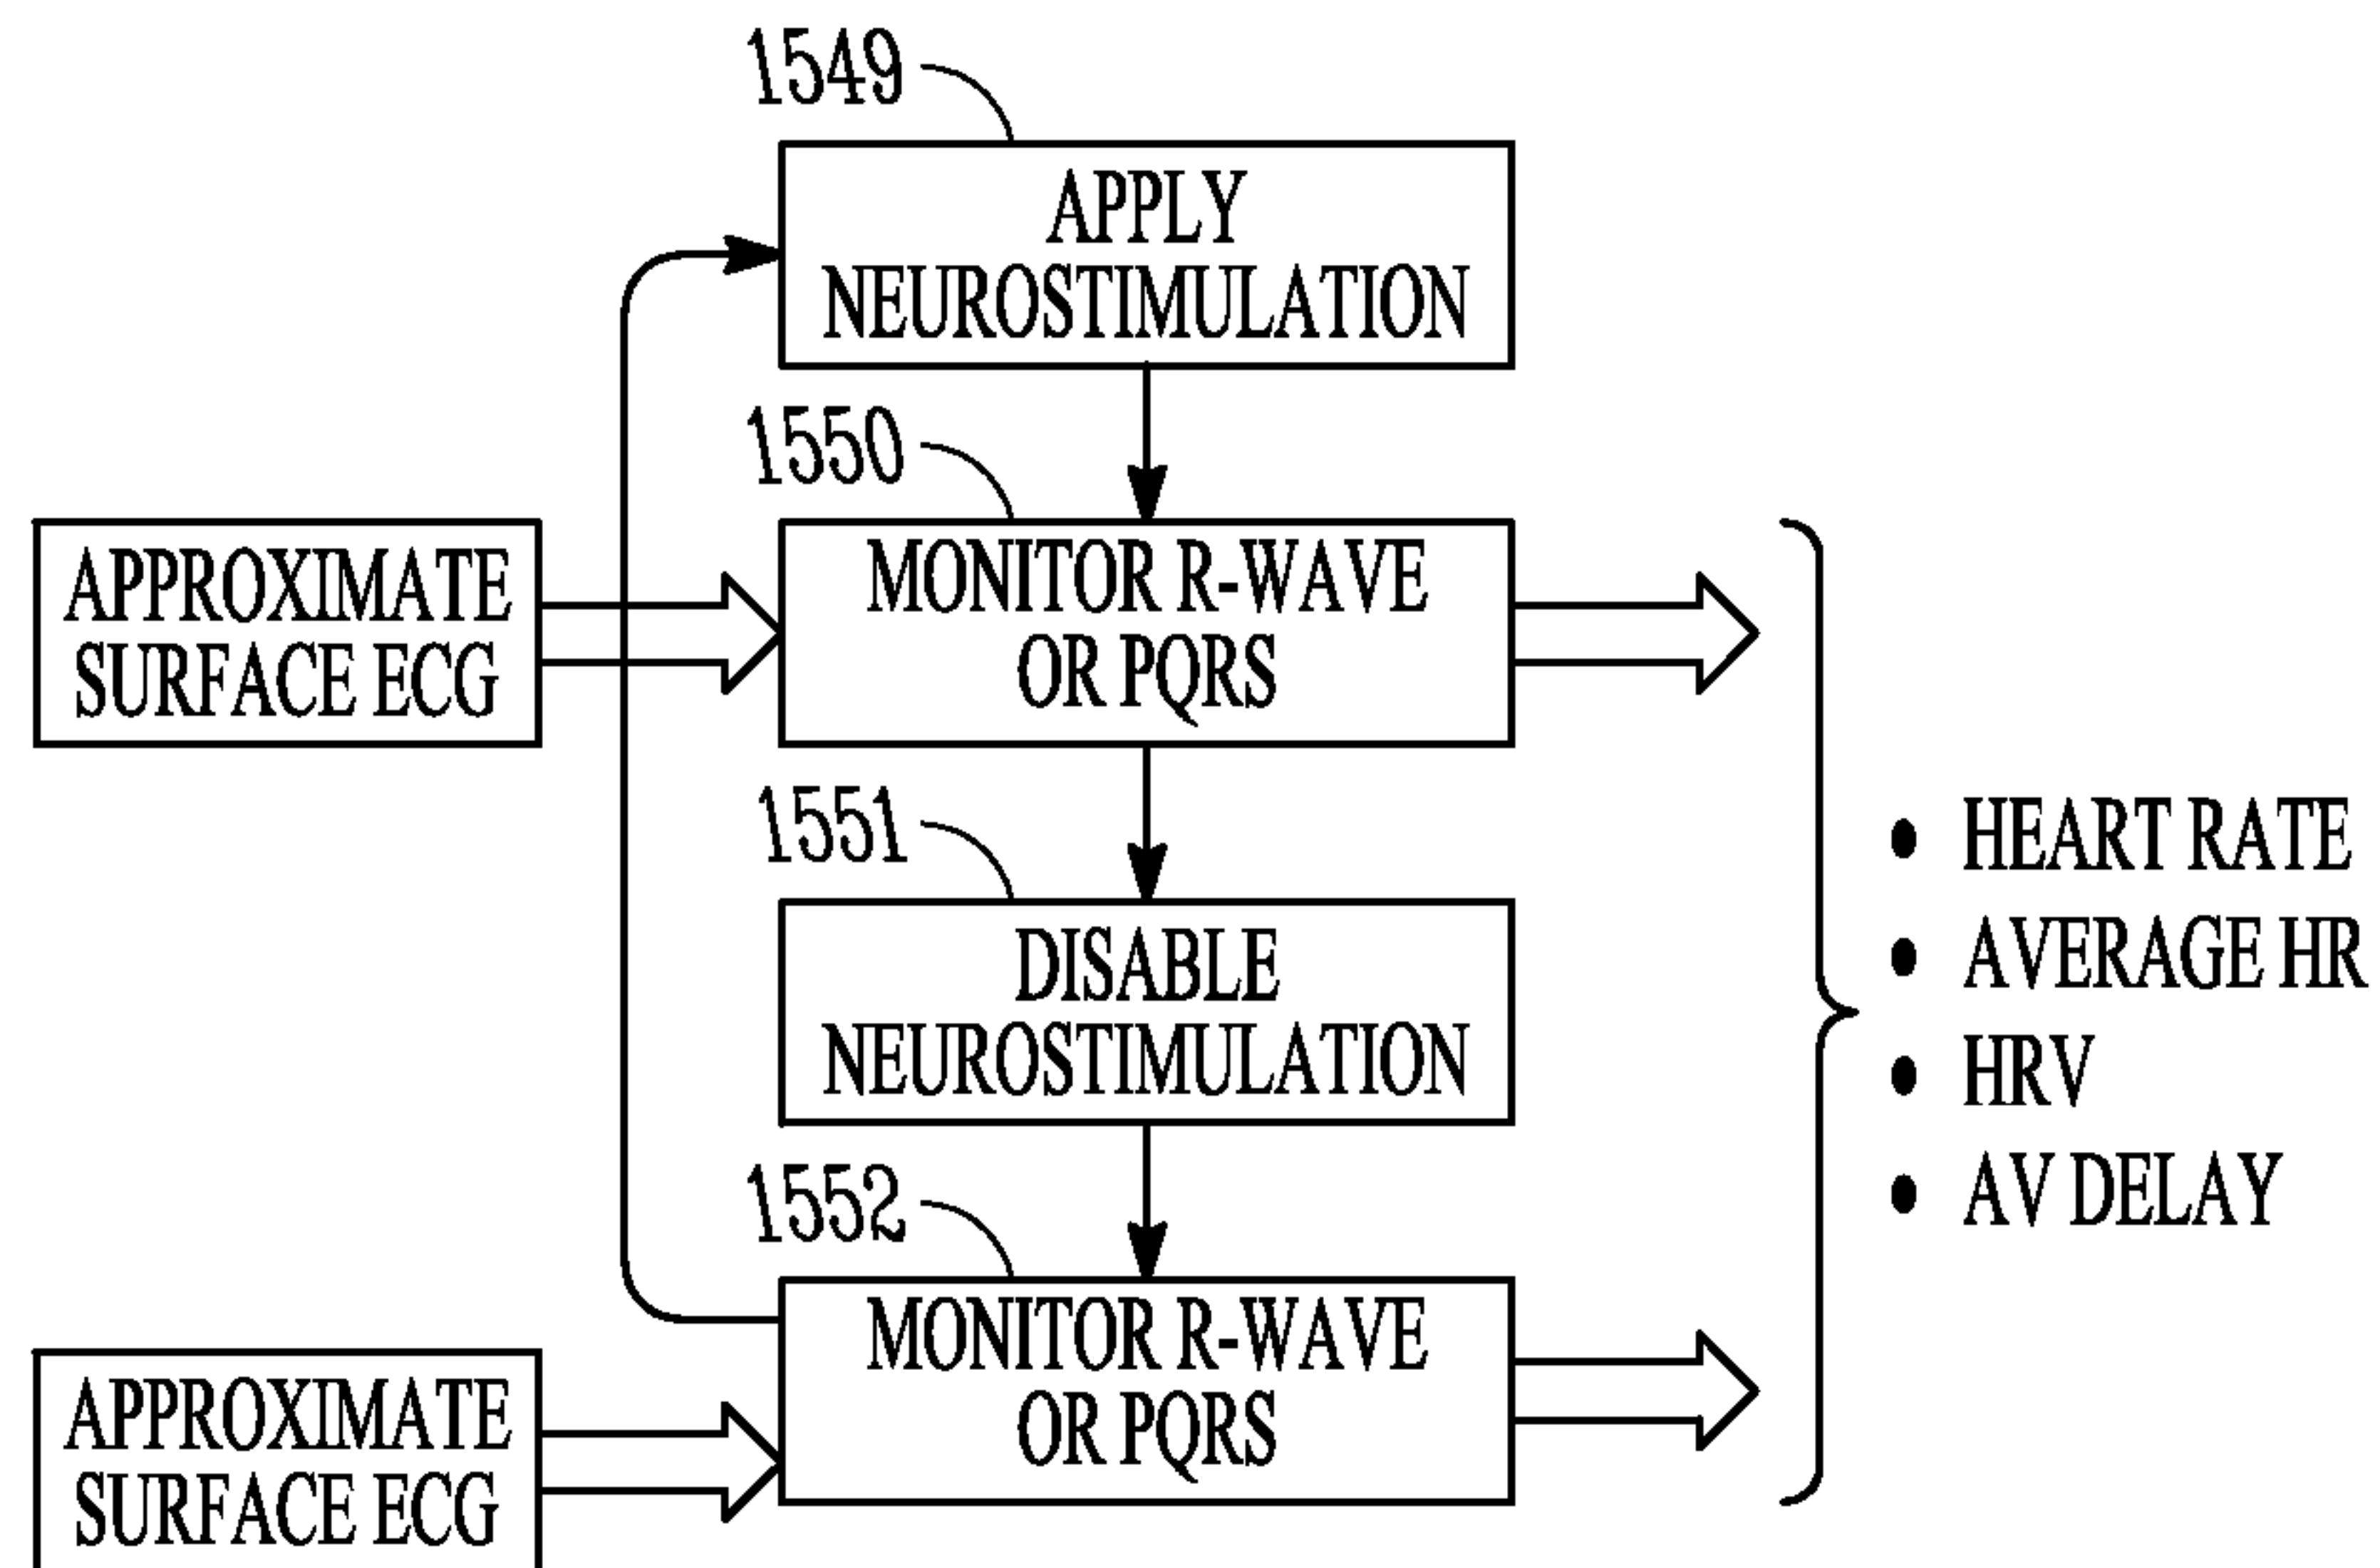 1549
APPLY
NEUROSTIMULATION
1550
APPROXIMATE
SURFACE ECG
MONITOR R-WAVE
OR PQRS
1551
DISABLE
NEUROSTIMULATION
1552
MONITOR R-WAVE
OR PQRS
APPROXIMATE
SURFACE ECG
• HEART RATE
• AVERAGE HR
• HRV
• AV DELAY